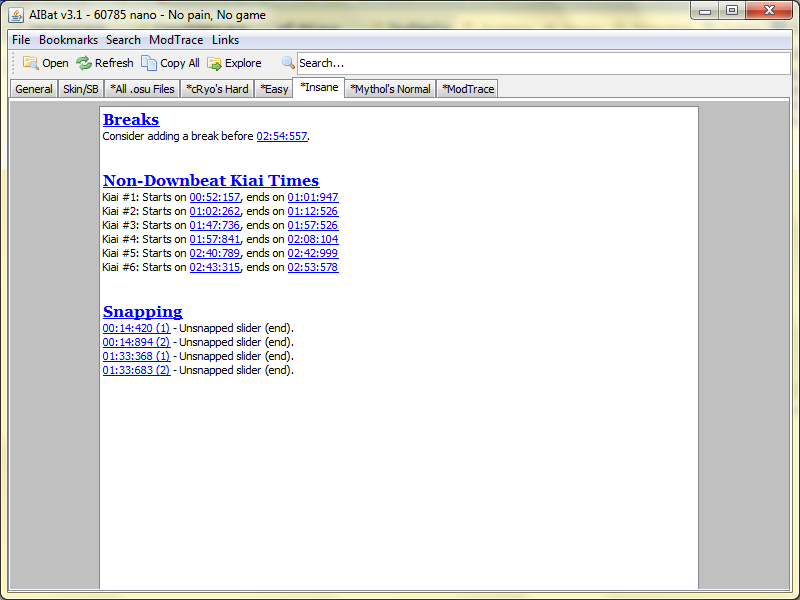 AIBat v3.1 - 60785 nano - No pain, No game
File Bookmarks Search ModTrace Links
Open Refresh Copy All Explore Search...
General Skin/SB *All .osu Files *cRyo's Hard *Easy *Insane *Mythol's Normal *ModTrace
Breaks
Consider adding a break before 02:54:557.
Non-Downbeat Kiai Times
Kiai #1: Starts on 00:52:157, ends on 01:01:947
Kiai #2: Starts on 01:02:262, ends on 01:12:526
Kiai #3: Starts on 01:47:736, ends on 01:57:526
Kiai #4: Starts on 01:57:841, ends on 02:08:104
Kiai #5: Starts on 02:40:789, ends on 02:42:999
Kiai #6: Starts on 02:43:315, ends on 02:53:578
Snapping
00:14:420 (1) - Unsnapped slider (end).
00:14:894 (2) - Unsnapped slider (end).
01:33:368 (1) - Unsnapped slider (end).
01:33:683 (2) - Unsnapped slider (end).